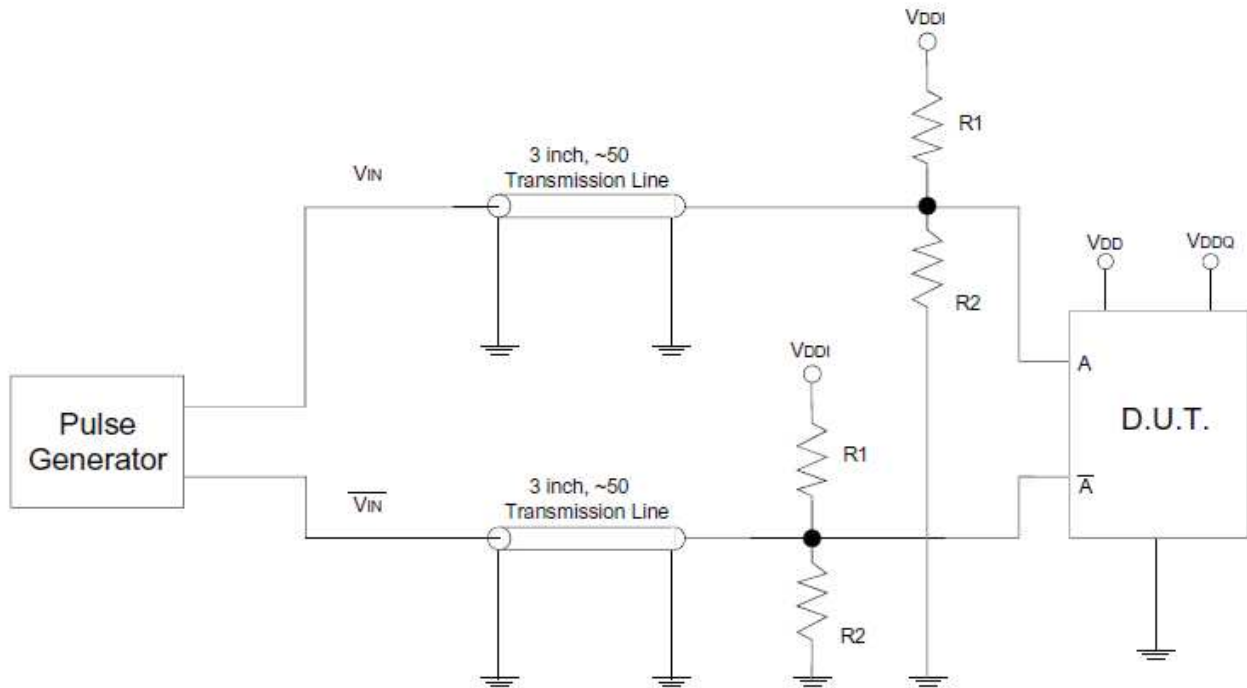 VDDI
R1
3 inch, ~50
Transmission Line
VIN
R2
VDD
VDDQ
VDDI
A
D.U.T.
Pulse
Generator
R1
A̅
3 inch, ~50
Transmission Line
V̅I̅N̅
R2